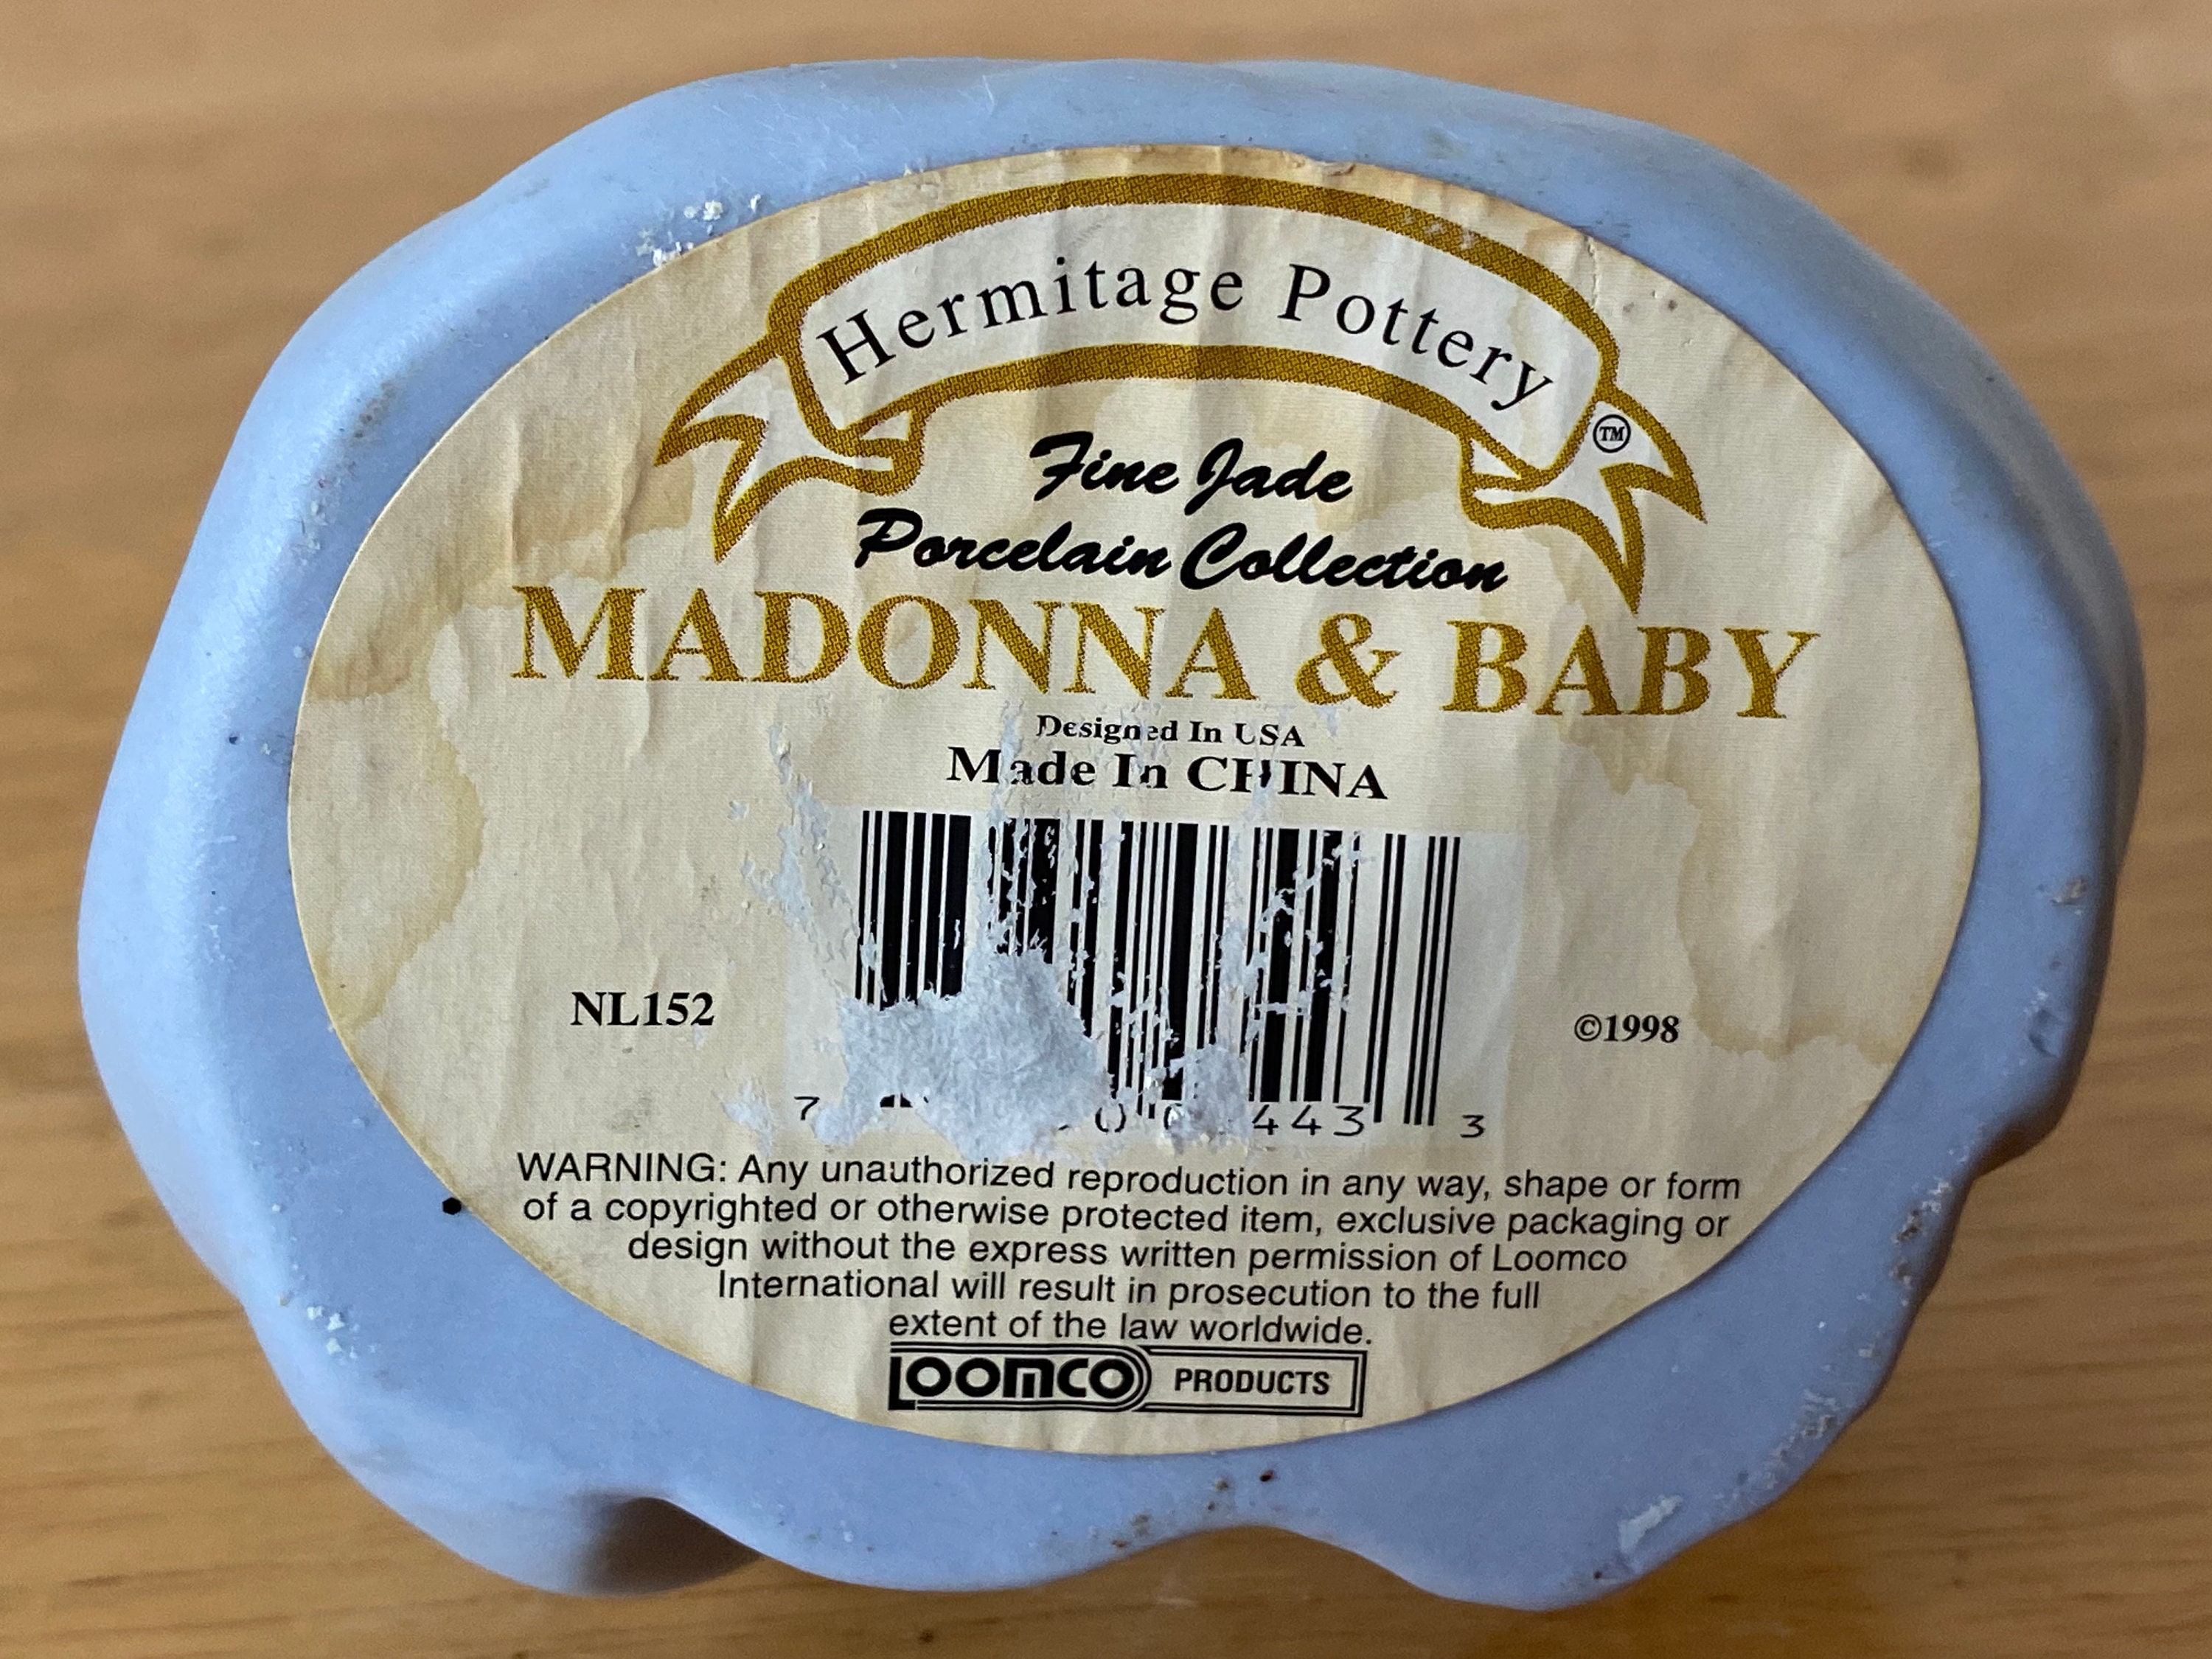 Hermitage Pottery
TM
Fine Jade
Porcelain Collection
MADONNA & BABY
Designed In USA
Made In CHINA
NL152
©1998
7 443 3
WARNING: Any unauthorized reproduction in any way, shape or form
of a copyrighted or otherwise protected item, exclusive packaging or
design without the express written permission of Loomco
International will result in prosecution to the full
extent of the law worldwide.
LOOMCO PRODUCTS